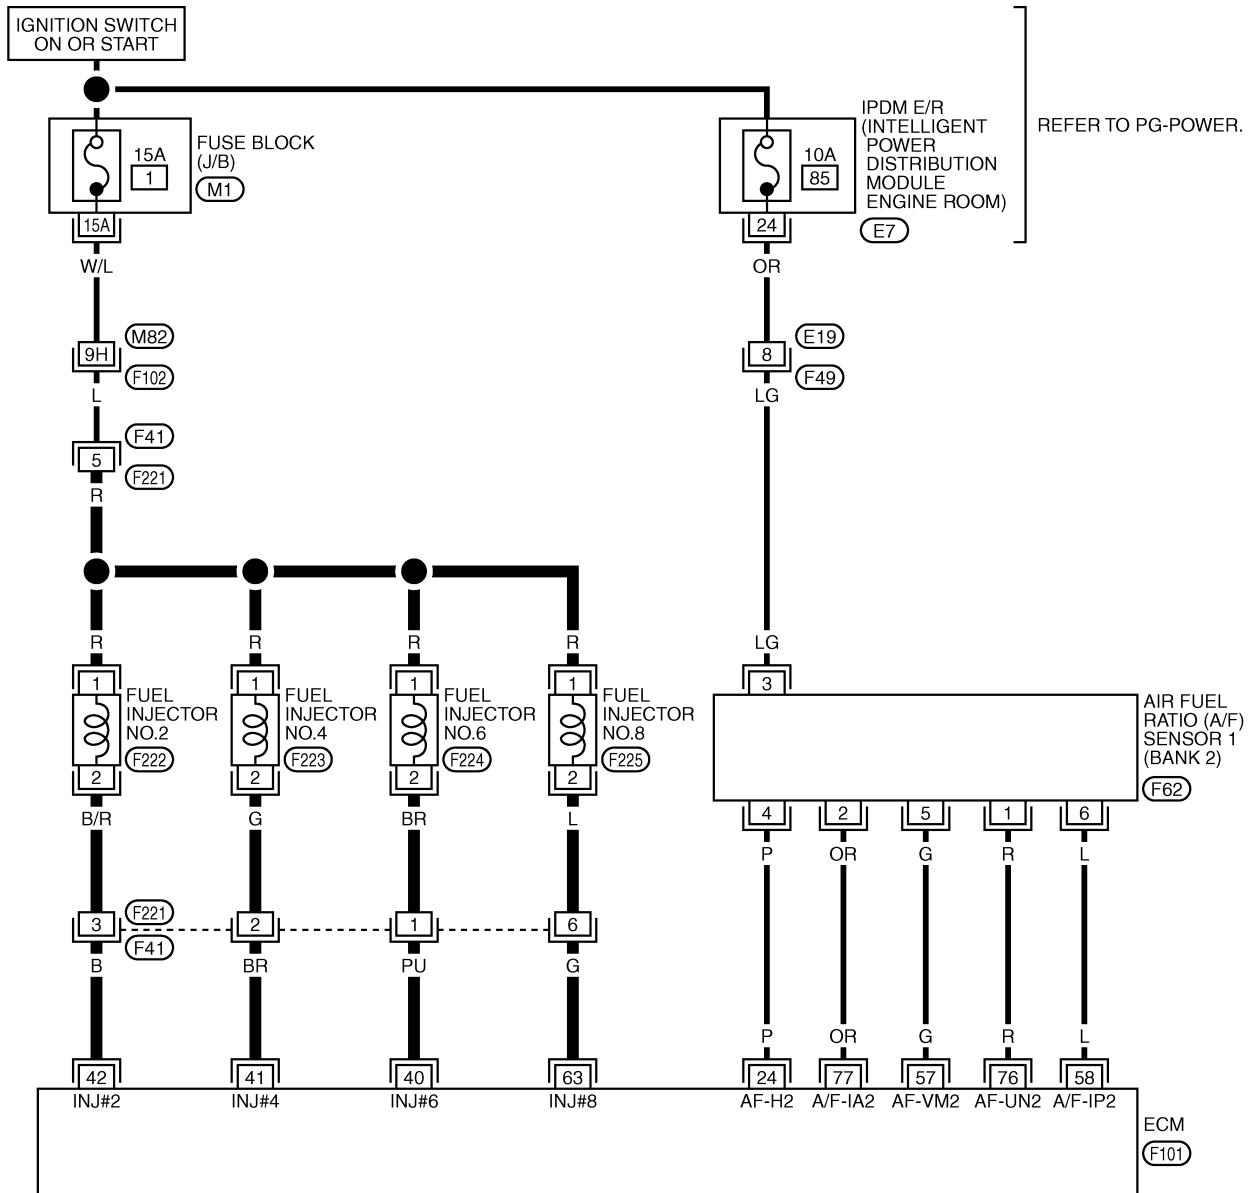 IGNITION SWITCH
ON OR START
FUSE BLOCK
(J/B)
M1
15A
1
15A
IPDM E/R
(INTELLIGENT
POWER
DISTRIBUTION
MODULE
ENGINE ROOM)
E7
10A
85
24
REFER TO PG-POWER.
W/L
OR
M82
9H
F102
E19
8
F49
L
LG
F41
5
F221
R
R
R
R
R
LG
1
1
1
1
3
FUEL
INJECTOR
NO.2
F222
FUEL
INJECTOR
NO.4
F223
FUEL
INJECTOR
NO.6
F224
FUEL
INJECTOR
NO.8
F225
AIR FUEL
RATIO (A/F)
SENSOR 1
(BANK 2)
F62
2
2
2
2
4
2
5
1
6
B/R
G
BR
L
P
OR
G
R
L
3
F221
F41
2
1
6
B
BR
PU
G
P
OR
G
R
L
42
41
40
63
24
77
57
76
58
INJ#2
INJ#4
INJ#6
INJ#8
AF-H2
A/F-IA2
AF-VM2
AF-UN2
A/F-IP2
ECM
F101